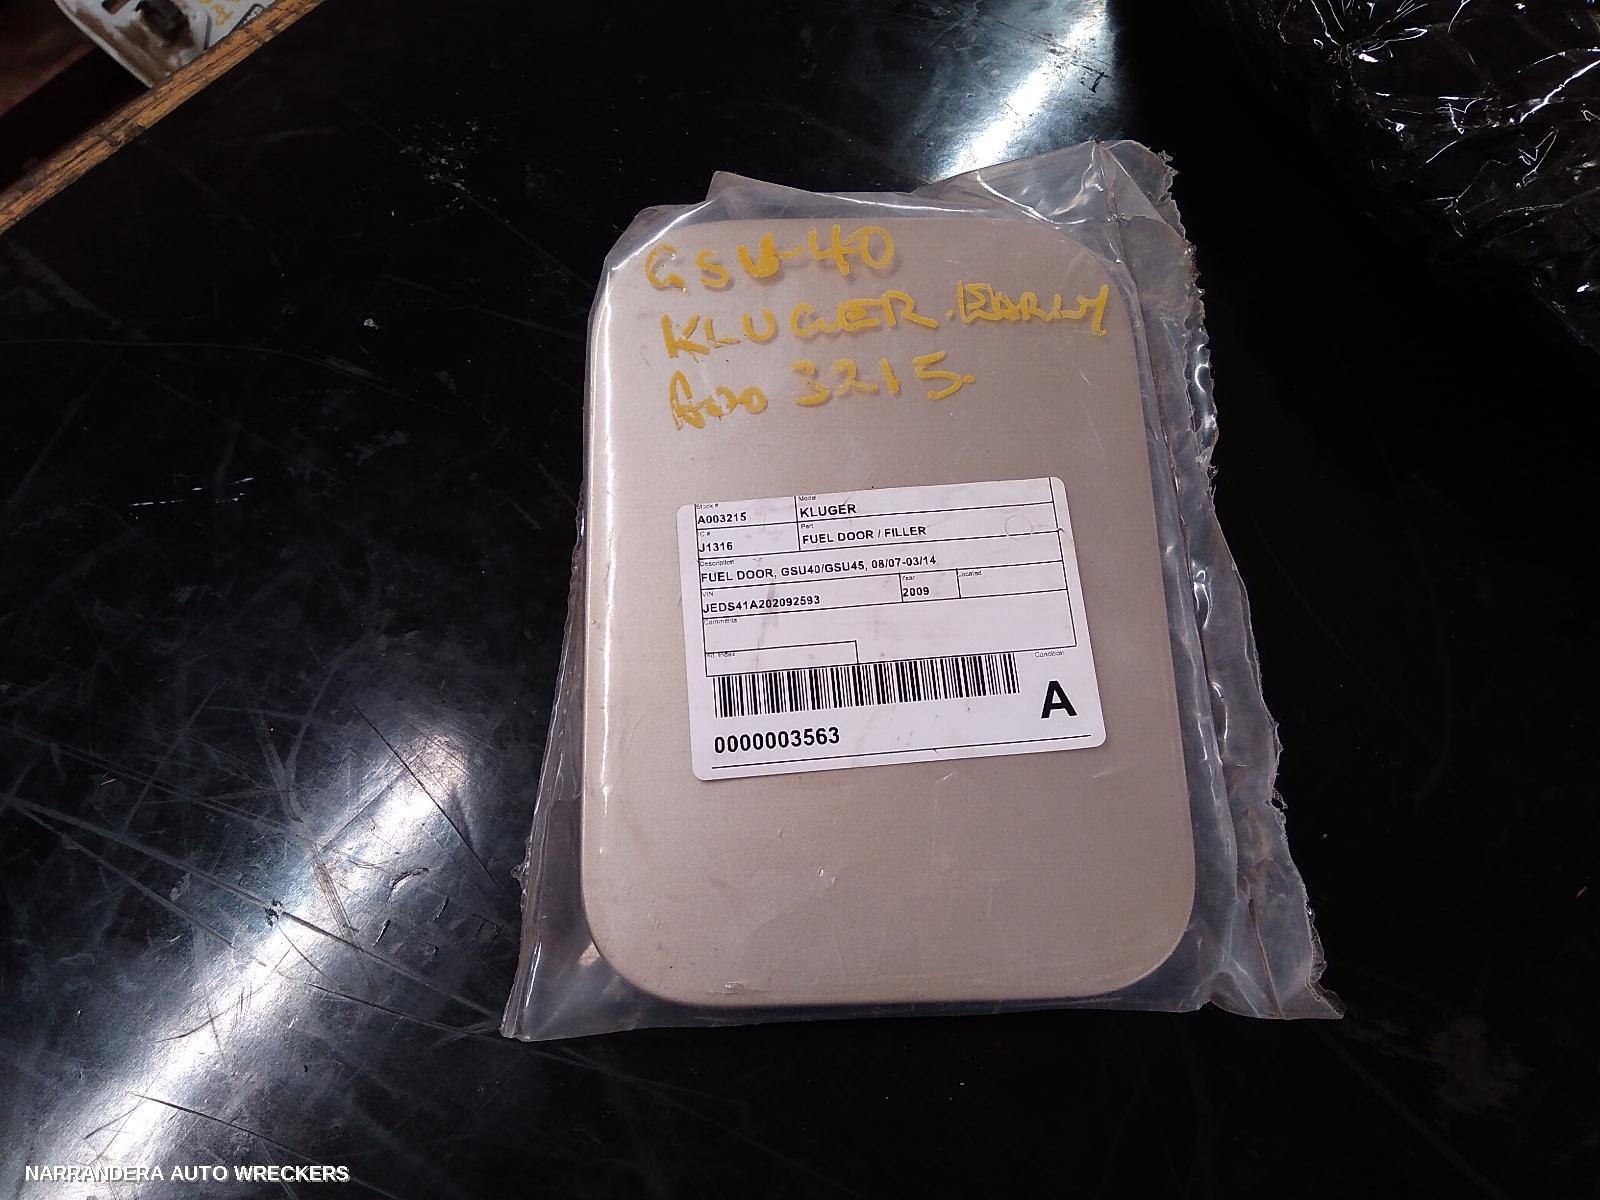 GSU-40
KLUGER. EARLY
A00 3215.
Stock #
A003215
Model
KLUGER
J1316
Part
FUEL DOOR / FILLER
Description
FUEL DOOR, GSU40/GSU45, 08/07-03/14
VIN
JEDS41A202092593
Year
2009
Located
Comments
Condition
A
0000003563
NARRANDERA AUTO WRECKERS